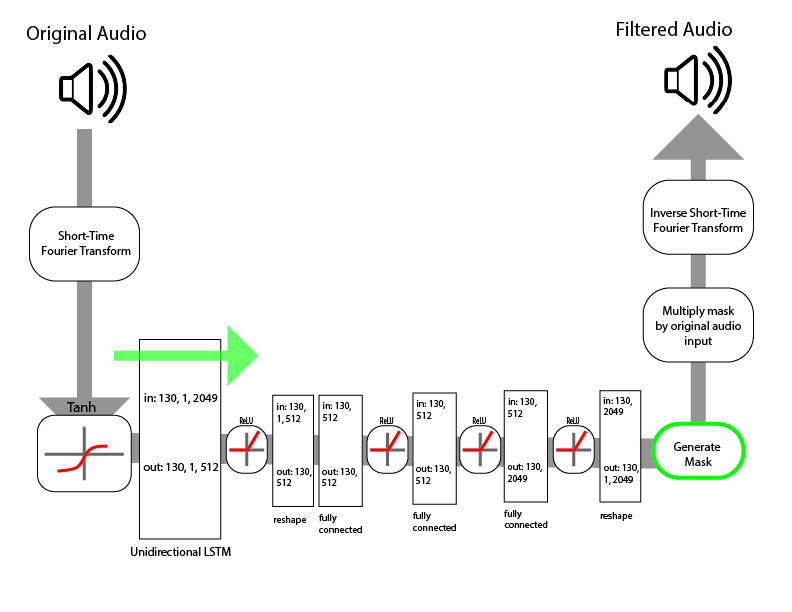 Original Audio
Filtered Audio
Short-Time
Fourier Transform
Inverse Short-Time
Fourier Transform
Multiply mask
by original audio
input
Tanh
in: 130, 1, 2049
out: 130, 1, 512
Unidirectional LSTM
ReLU
in: 130,
1, 512
out: 130,
512
reshape
in: 130,
512
out: 130,
512
fully
connected
ReLU
in: 130,
512
out: 130,
512
fully
connected
ReLU
in: 130,
512
out: 130,
2049
fully
connected
ReLU
in: 130,
2049
out: 130,
1, 2049
reshape
Generate
Mask